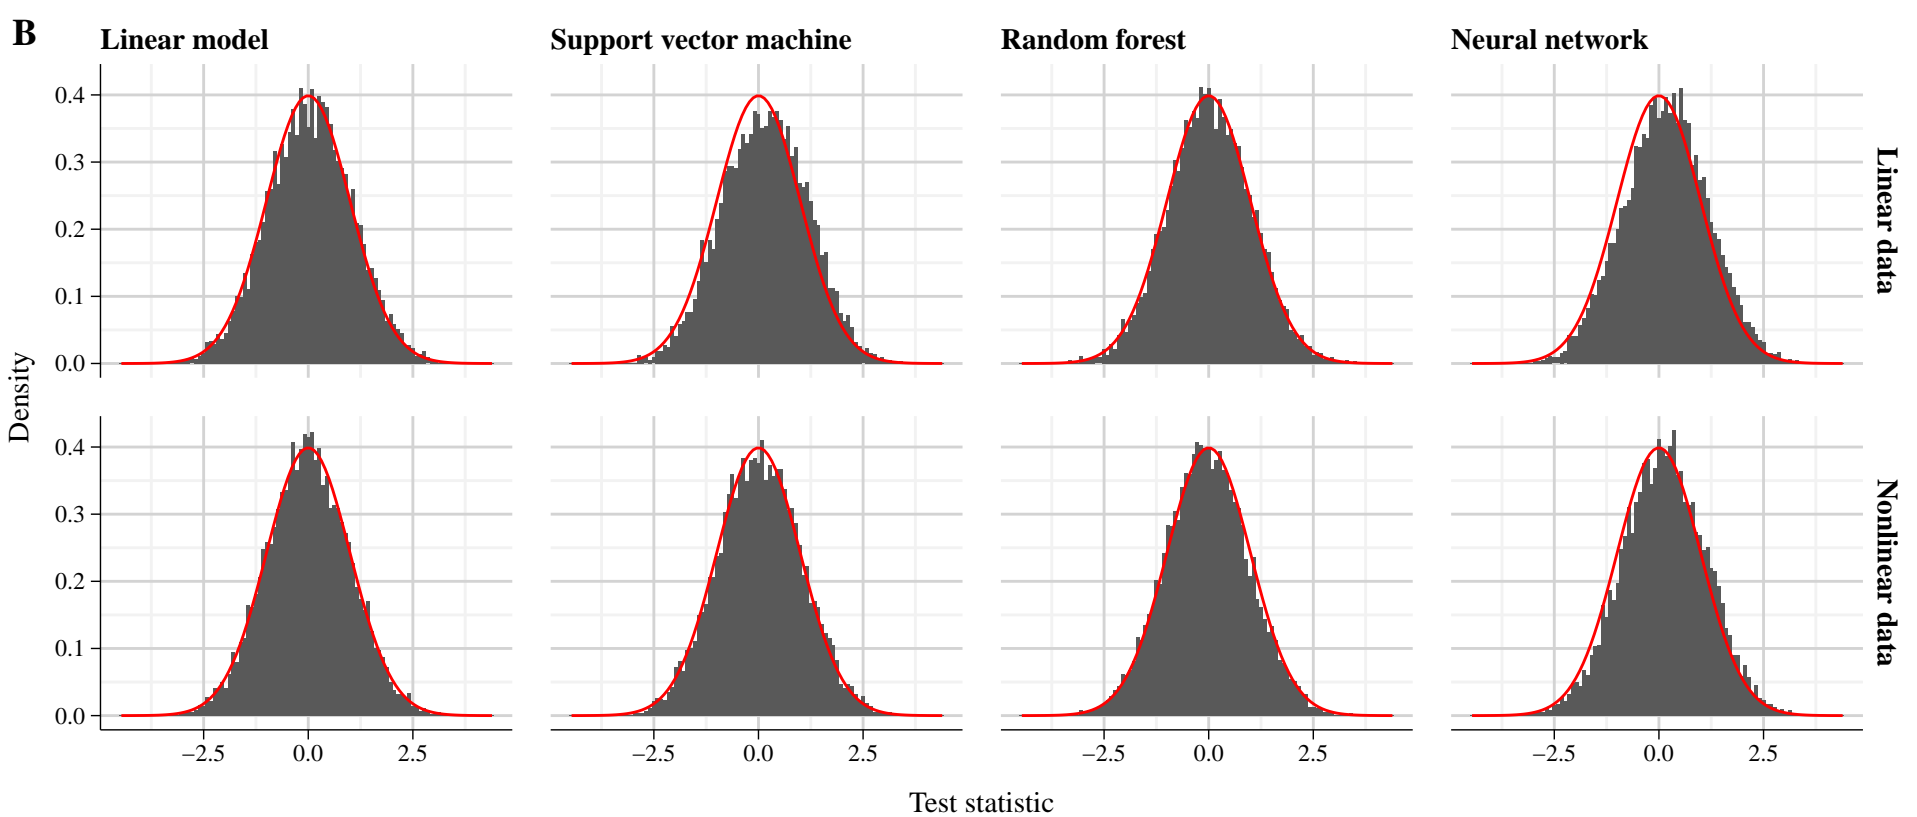 B
Linear model
Support vector machine
Random forest
Neural network
0.4
0.3
0.2
0.1
0.0
Linear data
Density
0.4
0.3
0.2
0.1
0.0
Nonlinear data
−2.5 0.0 2.5
−2.5 0.0 2.5
−2.5 0.0 2.5
−2.5 0.0 2.5
Test statistic